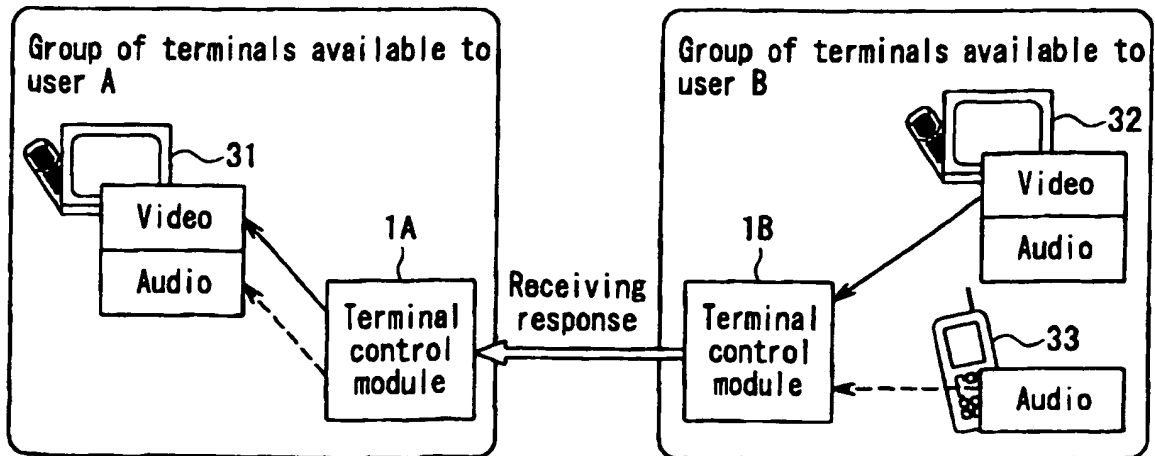 Group of terminals available to
user A
31
Video
Audio
1A
Terminal
control
module
Receiving
response
Group of terminals available to
user B
32
Video
Audio
1B
Terminal
control
module
33
Audio